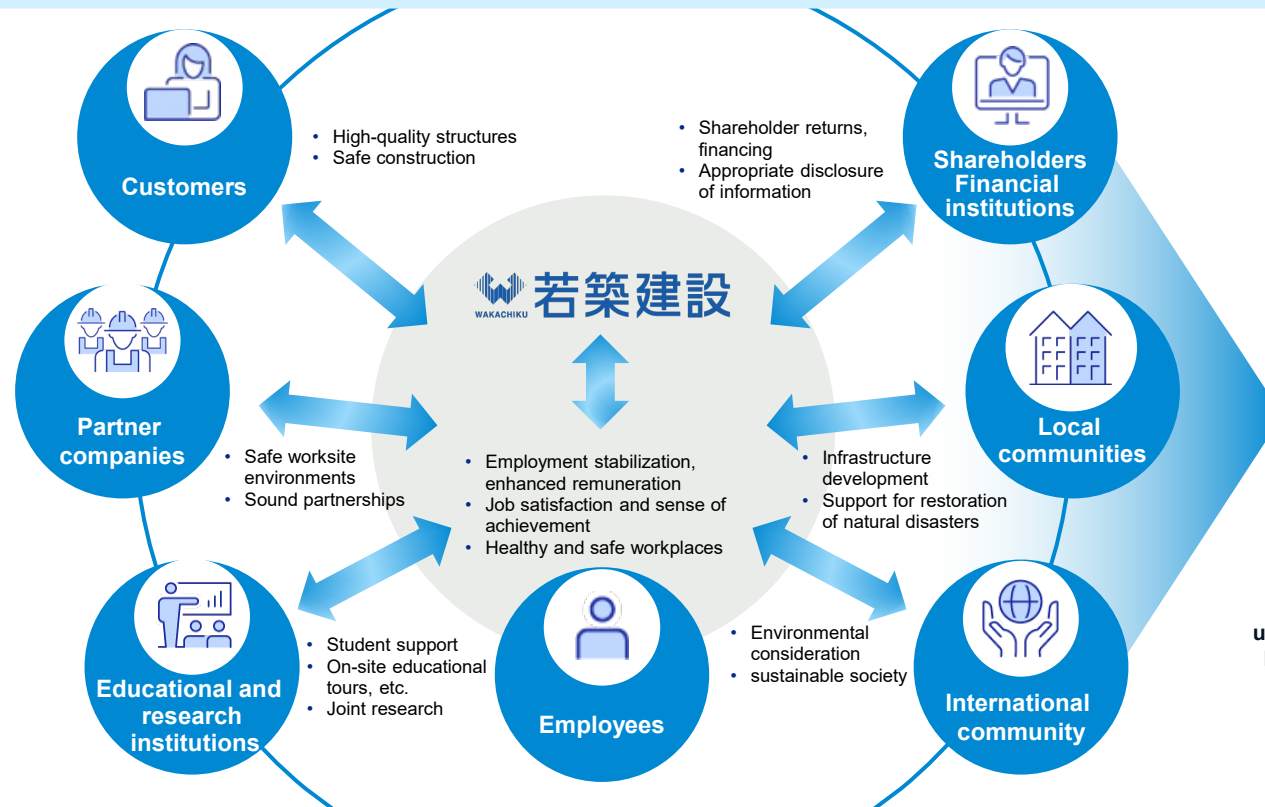 Customers
• High-quality structures
• Safe construction
• Shareholder returns,
financing
• Appropriate disclosure
of information
Shareholders
Financial
institutions
WAKACHIKU
若築建設
Partner
companies
• Safe worksite
environments
• Sound partnerships
• Employment stabilization,
enhanced remuneration
• Job satisfaction and sense of
achievement
• Healthy and safe workplaces
• Infrastructure
development
• Support for restoration
of natural disasters
Local
communities
Educational and
research
institutions
• Student support
• On-site educational
tours, etc.
• Joint research
Employees
• Environmental
consideration
• sustainable society
International
community